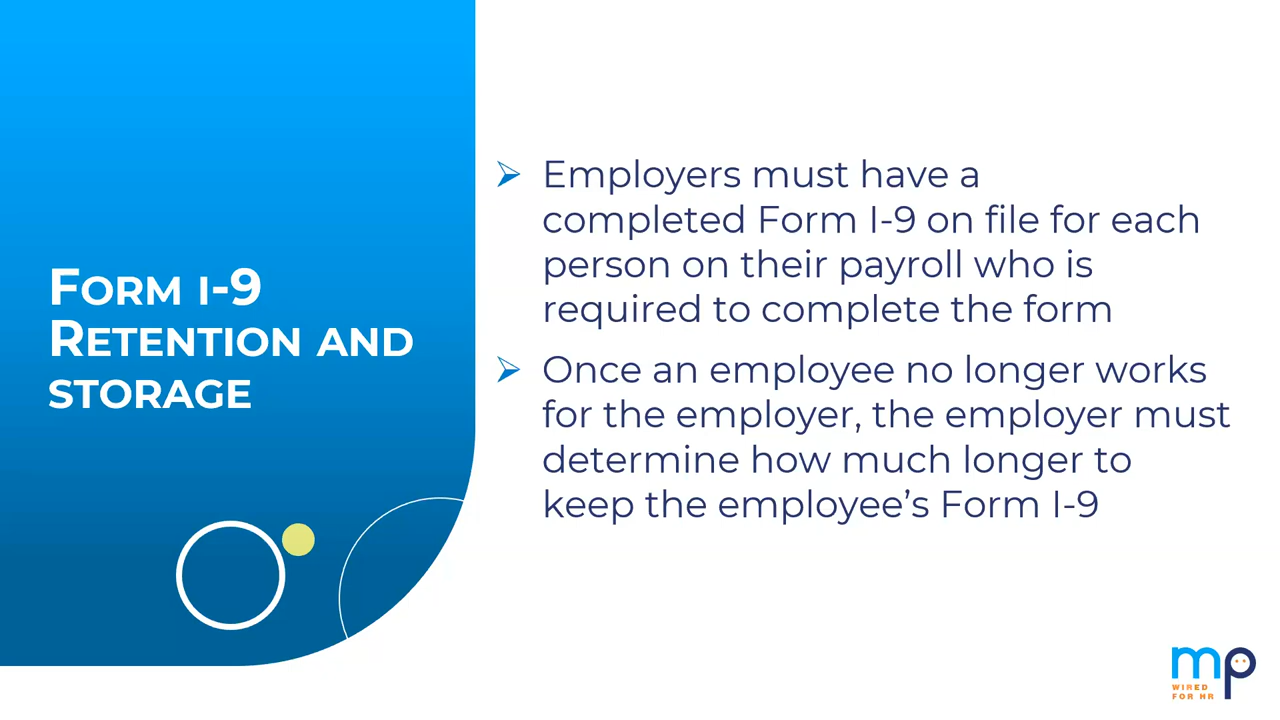 FORM I-9
RETENTION AND
STORAGE
Employers must have a
completed Form I-9 on file for each
person on their payroll who is
required to complete the form
Once an employee no longer works
for the employer, the employer must
determine how much longer to
keep the employee’s Form I-9
mp
WIRED
FOR HR